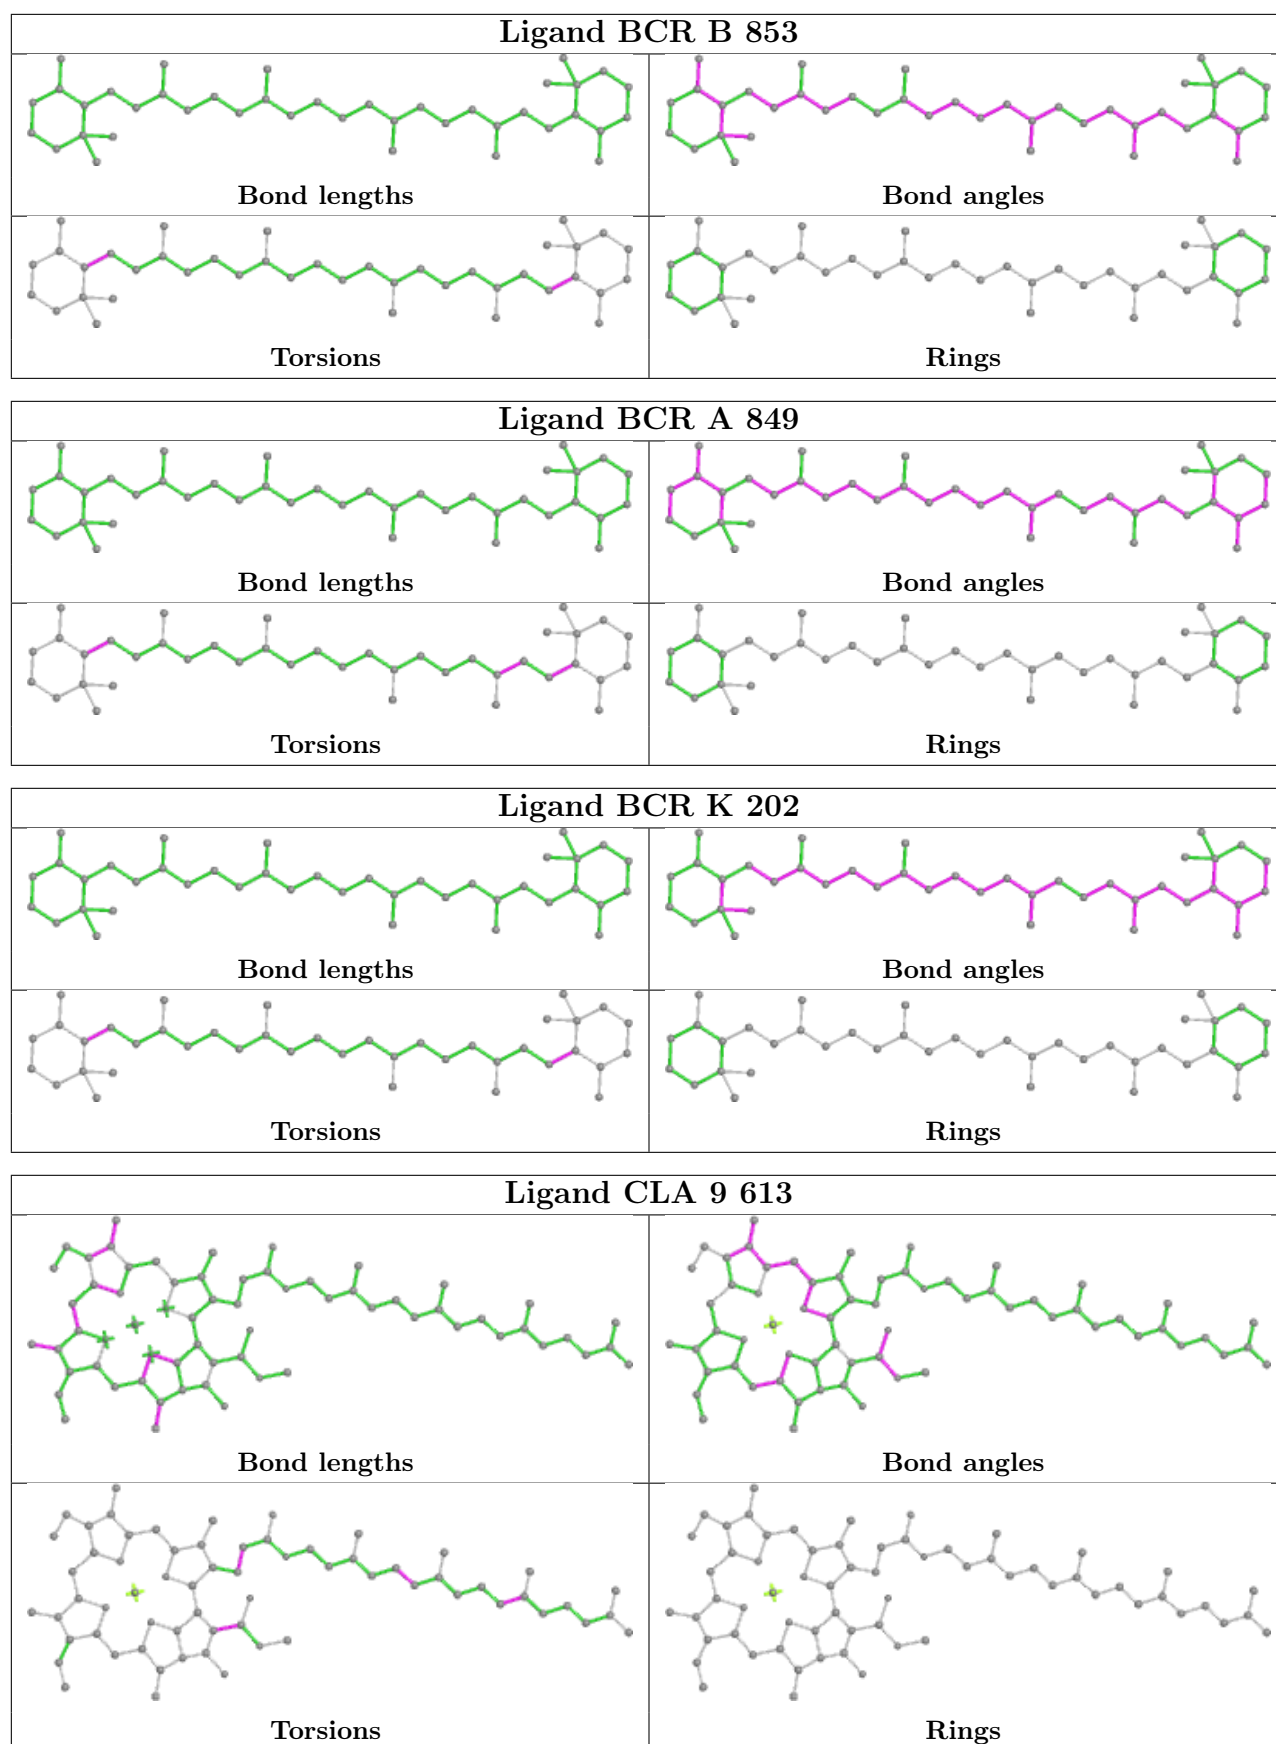 Ligand BCR B 853
Bond lengths
Bond angles
Torsions
Rings
Ligand BCR A 849
Bond lengths
Bond angles
Torsions
Rings
Ligand BCR K 202
Bond lengths
Bond angles
Torsions
Rings
Ligand CLA 9 613
Bond lengths
Bond angles
Torsions
Rings